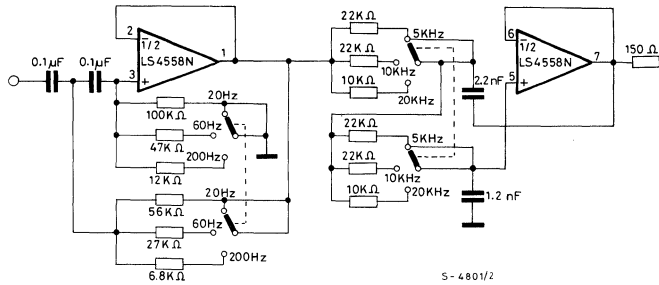 0.1µF
0.1µF
2
1/2
LS4558N
1
3
+
100KΩ
20Hz
60Hz
47KΩ
200Hz
12KΩ
56KΩ
20Hz
60Hz
27KΩ
200Hz
6.8KΩ
22KΩ
5KHz
22KΩ
10KHz
10KΩ
20KHz
2.2nF
22KΩ
5KHz
22KΩ
10KHz
10KΩ
20KHz
1.2 nF
6
1/2
LS4558N
7
5
+
150Ω
S-4801/2